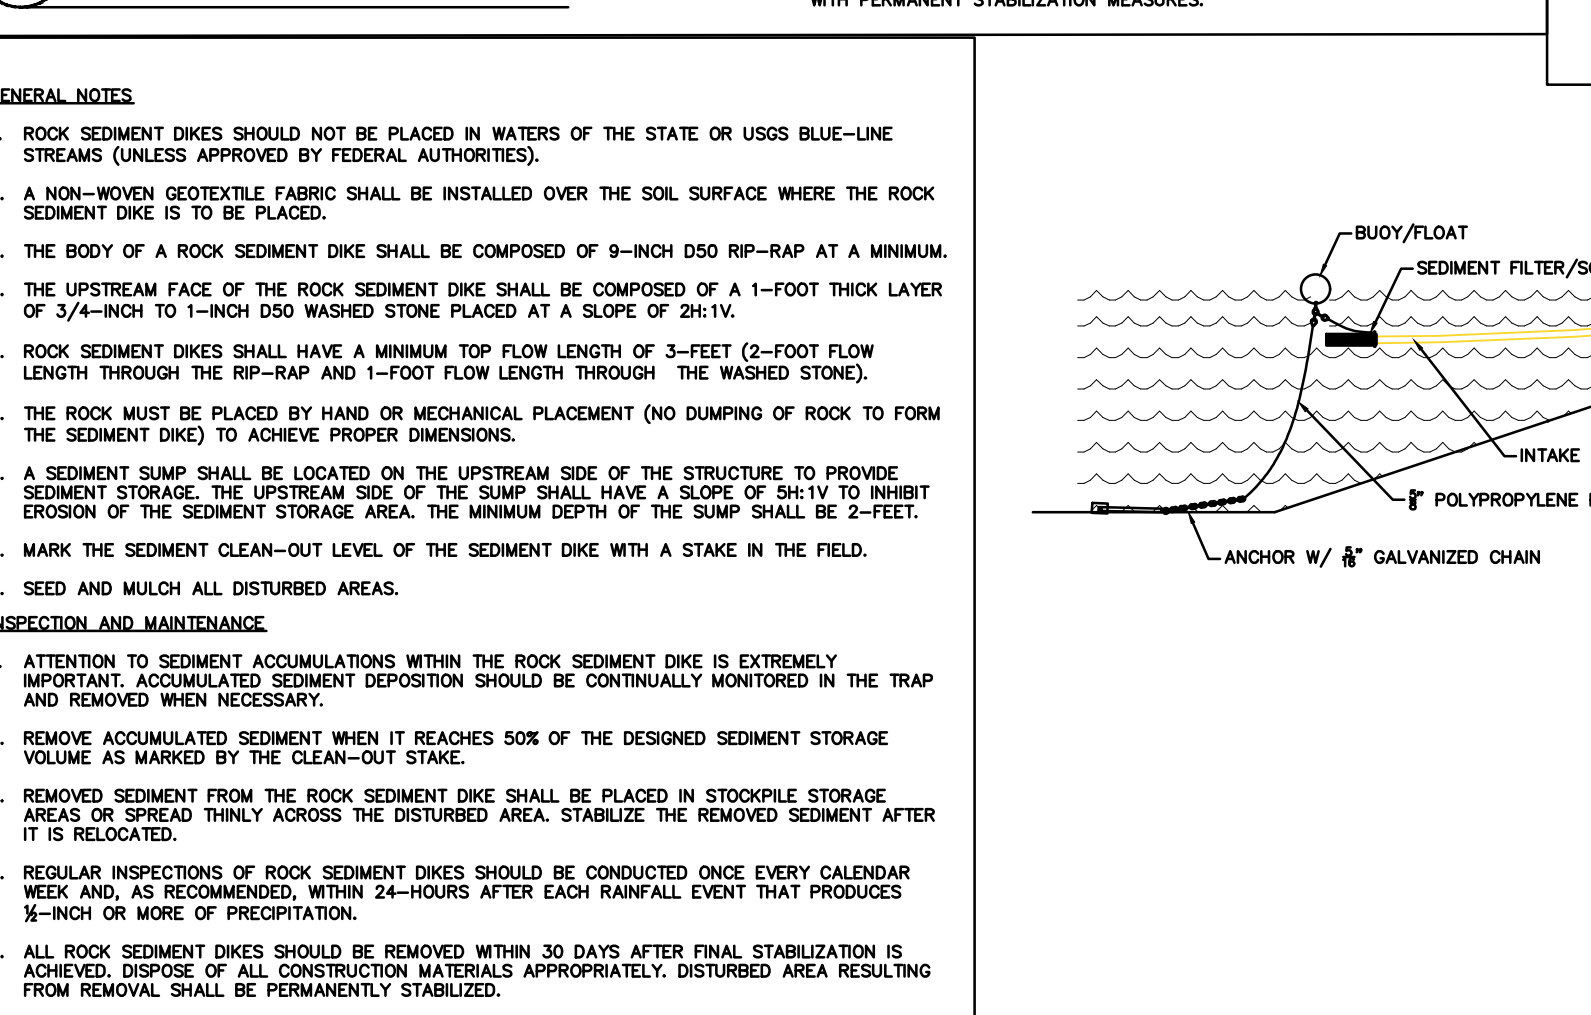 WITH PERMANENT STABILIZATION MEASURES.
ENERAL NOTES
. ROCK SEDIMENT DIKES SHOULD NOT BE PLACED IN WATERS OF THE STATE OR USGS BLUE-LINE
STREAMS (UNLESS APPROVED BY FEDERAL AUTHORITIES).
. A NON-WOVEN GEOTEXTILE FABRIC SHALL BE INSTALLED OVER THE SOIL SURFACE WHERE THE ROCK
SEDIMENT DIKE IS TO BE PLACED.
. THE BODY OF A ROCK SEDIMENT DIKE SHALL BE COMPOSED OF 9-INCH D50 RIP-RAP AT A MINIMUM.
. THE UPSTREAM FACE OF THE ROCK SEDIMENT DIKE SHALL BE COMPOSED OF A 1-FOOT THICK LAYER
OF 3/4-INCH TO 1-INCH D50 WASHED STONE PLACED AT A SLOPE OF 2H:1V.
. ROCK SEDIMENT DIKES SHALL HAVE A MINIMUM TOP FLOW LENGTH OF 3-FEET (2-FOOT FLOW
LENGTH THROUGH THE RIP-RAP AND 1-FOOT FLOW LENGTH THROUGH THE WASHED STONE).
. THE ROCK MUST BE PLACED BY HAND OR MECHANICAL PLACEMENT (NO DUMPING OF ROCK TO FORM
THE SEDIMENT DIKE) TO ACHIEVE PROPER DIMENSIONS.
. A SEDIMENT SUMP SHALL BE LOCATED ON THE UPSTREAM SIDE OF THE STRUCTURE TO PROVIDE
SEDIMENT STORAGE. THE UPSTREAM SIDE OF THE SUMP SHALL HAVE A SLOPE OF 5H:1V TO INHIBIT
EROSION OF THE SEDIMENT STORAGE AREA. THE MINIMUM DEPTH OF THE SUMP SHALL BE 2-FEET.
. MARK THE SEDIMENT CLEAN-OUT LEVEL OF THE SEDIMENT DIKE WITH A STAKE IN THE FIELD.
. SEED AND MULCH ALL DISTURBED AREAS.
NSPECTION AND MAINTENANCE
. ATTENTION TO SEDIMENT ACCUMULATIONS WITHIN THE ROCK SEDIMENT DIKE IS EXTREMELY
IMPORTANT. ACCUMULATED SEDIMENT DEPOSITION SHOULD BE CONTINUALLY MONITORED IN THE TRAP
AND REMOVED WHEN NECESSARY.
. REMOVE ACCUMULATED SEDIMENT WHEN IT REACHES 50% OF THE DESIGNED SEDIMENT STORAGE
VOLUME AS MARKED BY THE CLEAN-OUT STAKE.
. REMOVED SEDIMENT FROM THE ROCK SEDIMENT DIKE SHALL BE PLACED IN STOCKPILE STORAGE
AREAS OR SPREAD THINLY ACROSS THE DISTURBED AREA. STABILIZE THE REMOVED SEDIMENT AFTER
IT IS RELOCATED.
. REGULAR INSPECTIONS OF ROCK SEDIMENT DIKES SHOULD BE CONDUCTED ONCE EVERY CALENDAR
WEEK AND, AS RECOMMENDED, WITHIN 24-HOURS AFTER EACH RAINFALL EVENT THAT PRODUCES
½-INCH OR MORE OF PRECIPITATION.
. ALL ROCK SEDIMENT DIKES SHOULD BE REMOVED WITHIN 30 DAYS AFTER FINAL STABILIZATION IS
ACHIEVED. DISPOSE OF ALL CONSTRUCTION MATERIALS APPROPRIATELY. DISTURBED AREA RESULTING
FROM REMOVAL SHALL BE PERMANENTLY STABILIZED.
BUOY/FLOAT
SEDIMENT FILTER/SC
INTAKE
5/8" POLYPROPYLENE
ANCHOR W/ 5/16" GALVANIZED CHAIN